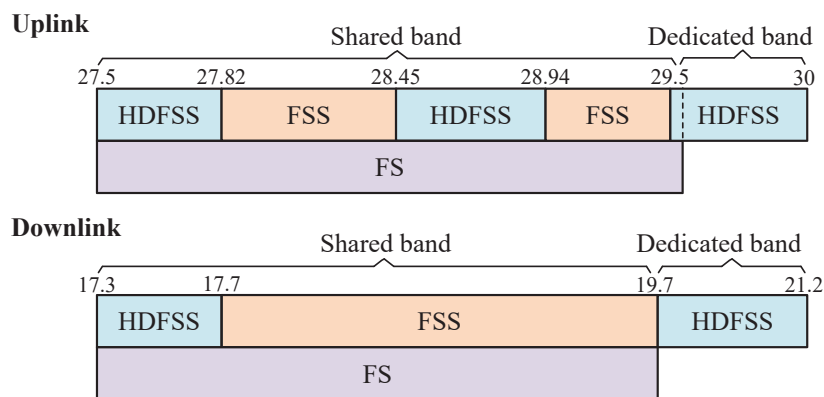 Uplink
Shared band Dedicated band
27.5 27.82 28.45 28.94 29.5 30
HDFSS FSS HDFSS FSS HDFSS
FS
Downlink
Shared band Dedicated band
17.3 17.7 19.7 21.2
HDFSS FSS HDFSS
FS